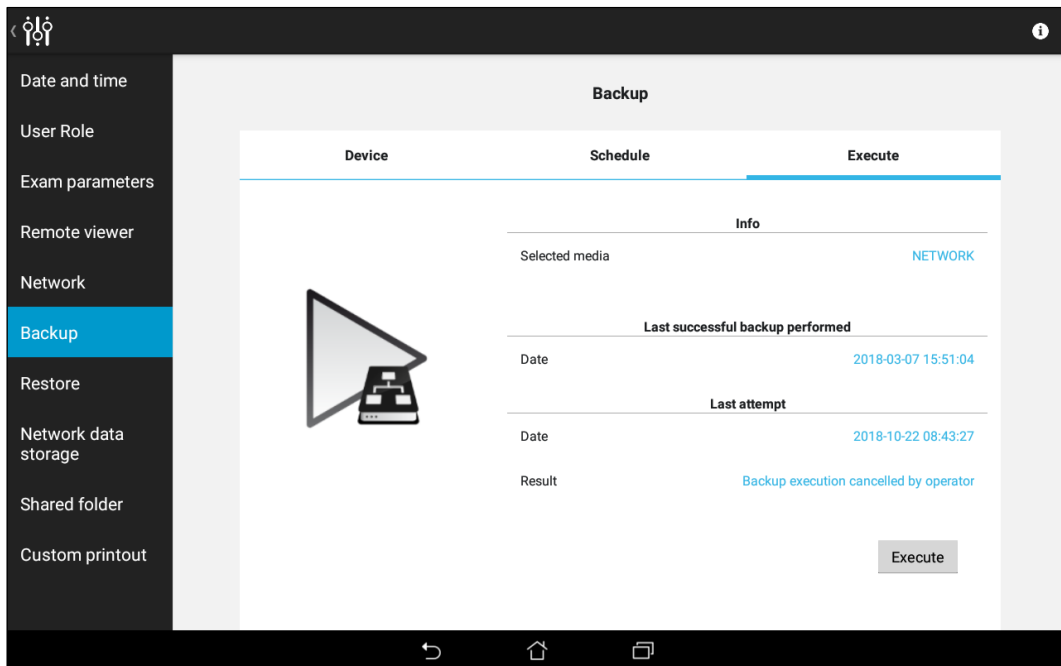 Date and time
User Role
Exam parameters
Remote viewer
Network
Backup
Restore
Network data
storage
Shared folder
Custom printout
Backup
Device Schedule Execute
Info
Selected media NETWORK
Last successful backup performed
Date 2018-03-07 15:51:04
Last attempt
Date 2018-10-22 08:43:27
Result Backup execution cancelled by operator
Execute